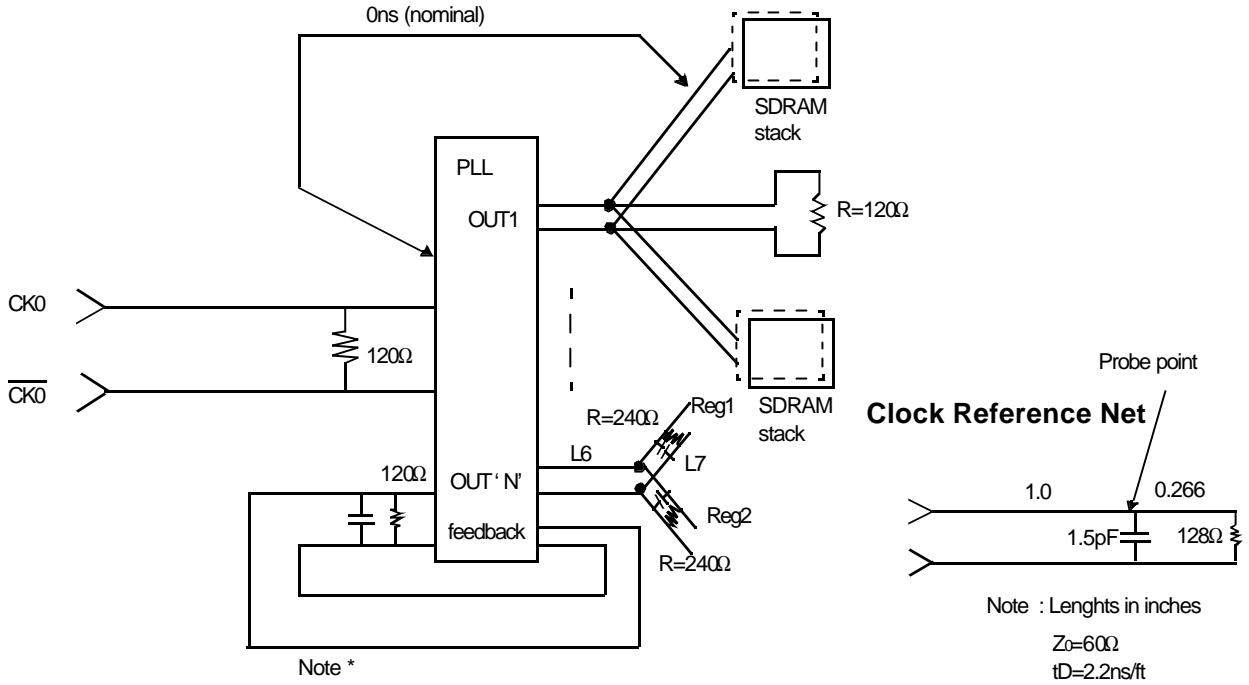 0ns (nominal)
SDRAM
stack
PLL
OUT1
R=120Ω
CK0
120Ω
CK0
Probe point
Clock Reference Net
SDRAM
stack
Reg1
R=240Ω
L6
L7
120Ω
OUT ' N'
Reg2
feedback
R=240Ω
1.0
0.266
1.5pF
128Ω
Note : Lenghts in inches
Z0=60Ω
tD=2.2ns/ft
Note *